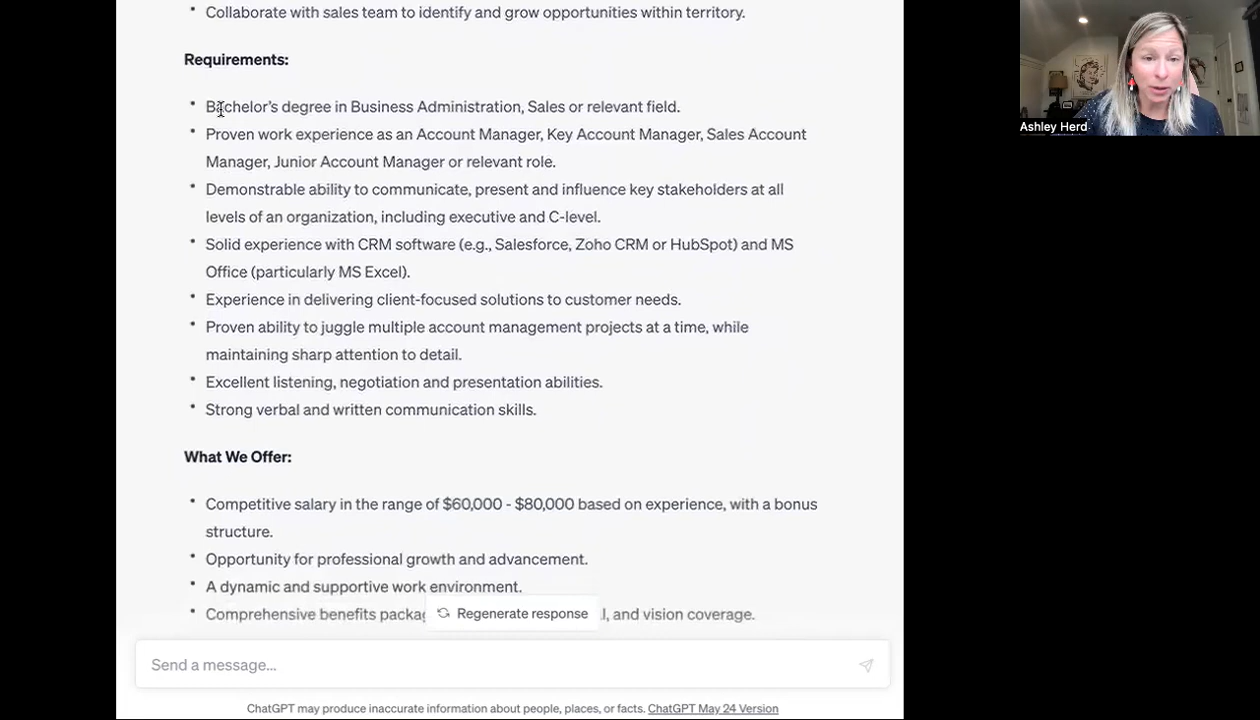 Collaborate with sales team to identify and grow opportunities within territory.
Requirements:
Bachelor's degree in Business Administration, Sales or relevant field.
Proven work experience as an Account Manager, Key Account Manager, Sales Account
Manager, Junior Account Manager or relevant role.
Demonstrable ability to communicate, present and influence key stakeholders at all
levels of an organization, including executive and C-level.
Solid experience with CRM software (e.g., Salesforce, Zoho CRM or HubSpot) and MS
Office (particularly MS Excel).
Experience in delivering client-focused solutions to customer needs.
Proven ability to juggle multiple account management projects at a time, while
maintaining sharp attention to detail.
Excellent listening, negotiation and presentation abilities.
Strong verbal and written communication skills.
What We Offer:
Competitive salary in the range of $60,000 - $80,000 based on experience, with a bonus
structure.
Opportunity for professional growth and advancement.
A dynamic and supportive work environment.
Comprehensive benefits and vision coverage.
Regenerate response
Send a message...
ChatGPT may produce inaccurate information about people, places, or facts. ChatGPT May 24 Version
Ashley Herd